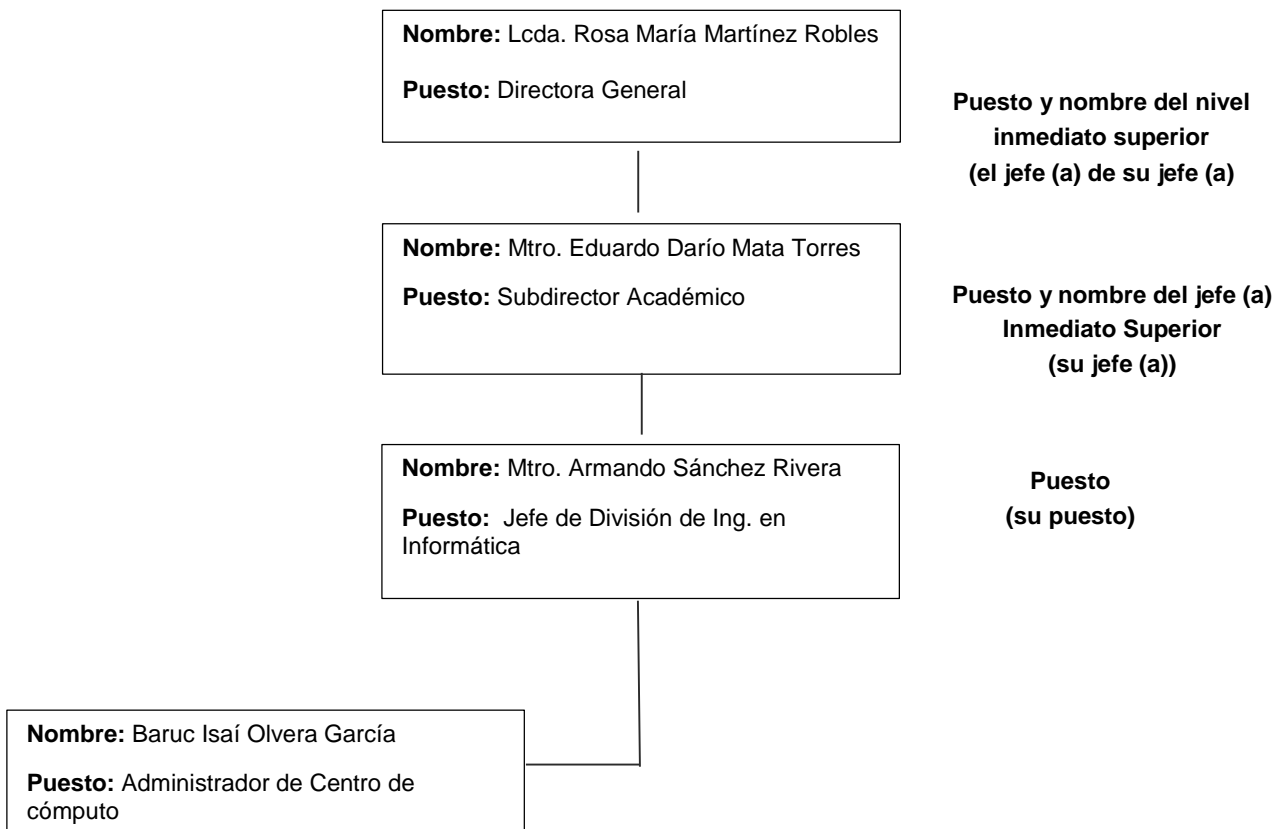 Nombre: Lcda. Rosa María Martínez Robles
Puesto: Directora General
Puesto y nombre del nivel
inmediato superior
(el jefe (a) de su jefe (a)
Nombre: Mtro. Eduardo Darío Mata Torres
Puesto: Subdirector Académico
Puesto y nombre del jefe (a)
Inmediato Superior
(su jefe (a))
Nombre: Mtro. Armando Sánchez Rivera
Puesto: Jefe de División de Ing. en
Informática
Puesto
(su puesto)
Nombre: Baruc Isaí Olvera García
Puesto: Administrador de Centro de
cómputo